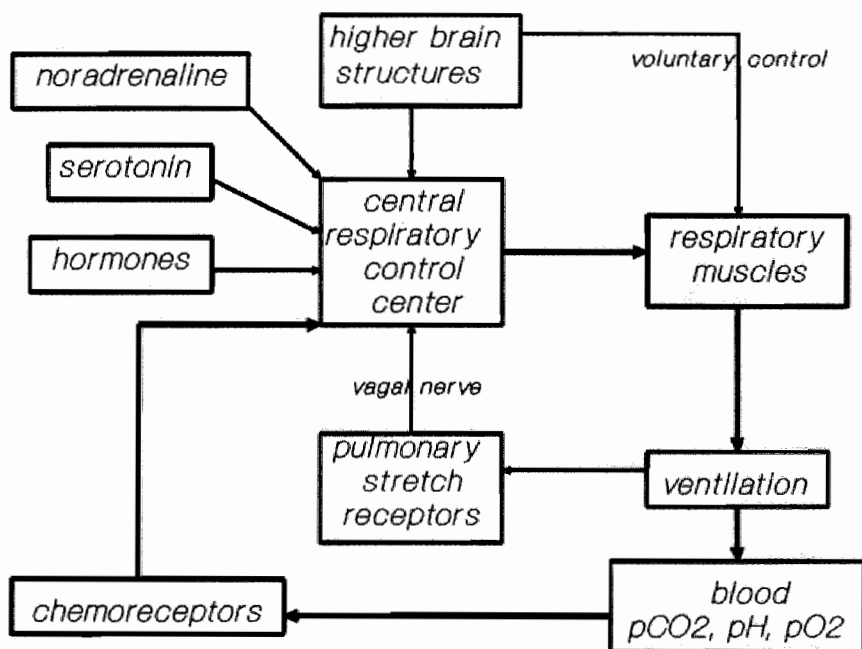 higher brain
structures
voluntary control
noradrenaline
serotonin
hormones
central
respiratory
control
center
respiratory
muscles
vagal nerve
pulmonary
stretch
receptors
ventilation
chemoreceptors
blood
pCO2, pH, pO2